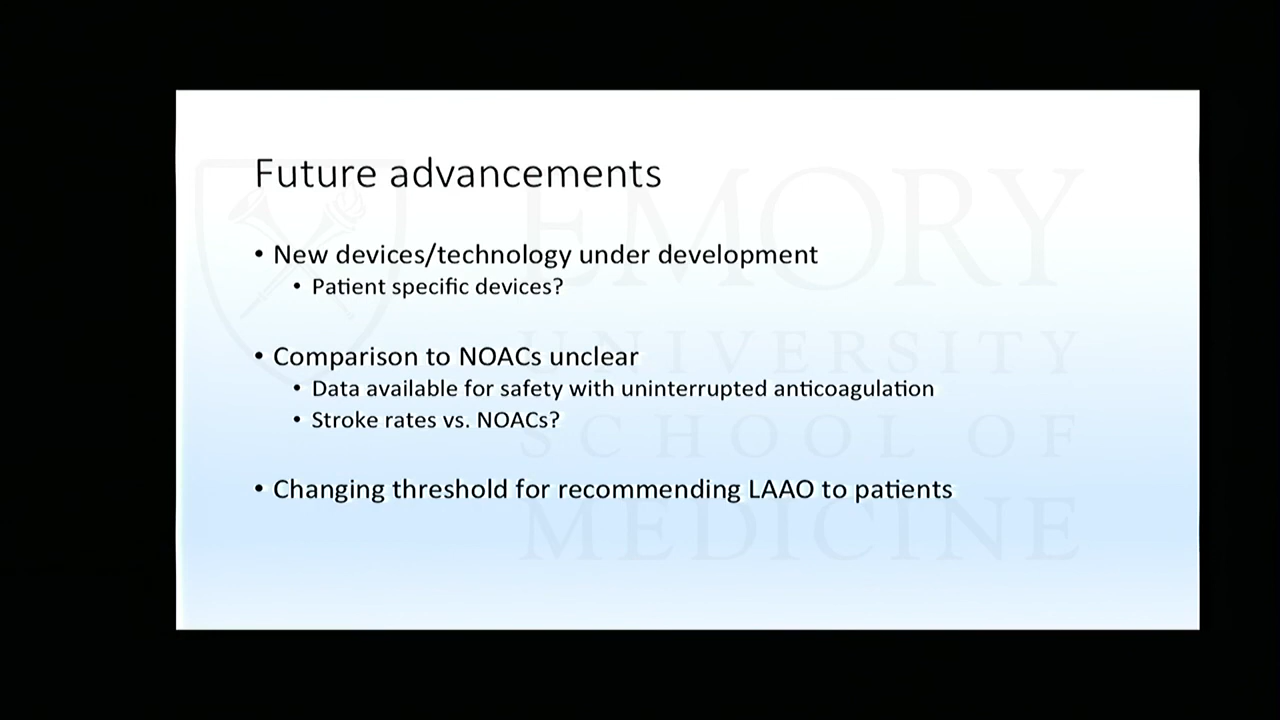 Future advancements
• New devices/technology under development
• Patient specific devices?
• Comparison to NOACs unclear
• Data available for safety with uninterrupted anticoagulation
• Stroke rates vs. NOACs?
• Changing threshold for recommending LAAO to patients
EMORY
UNIVERSITY
SCHOOL OF
MEDICINE